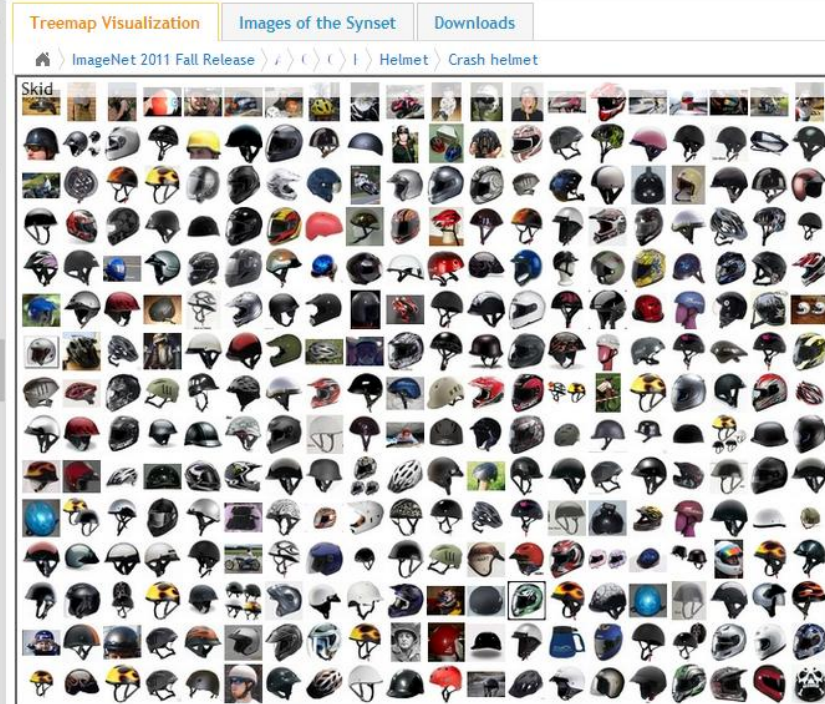 Treemap Visualization Images of the Synset Downloads
ImageNet 2011 Fall Release Helmet Crash helmet
Skid